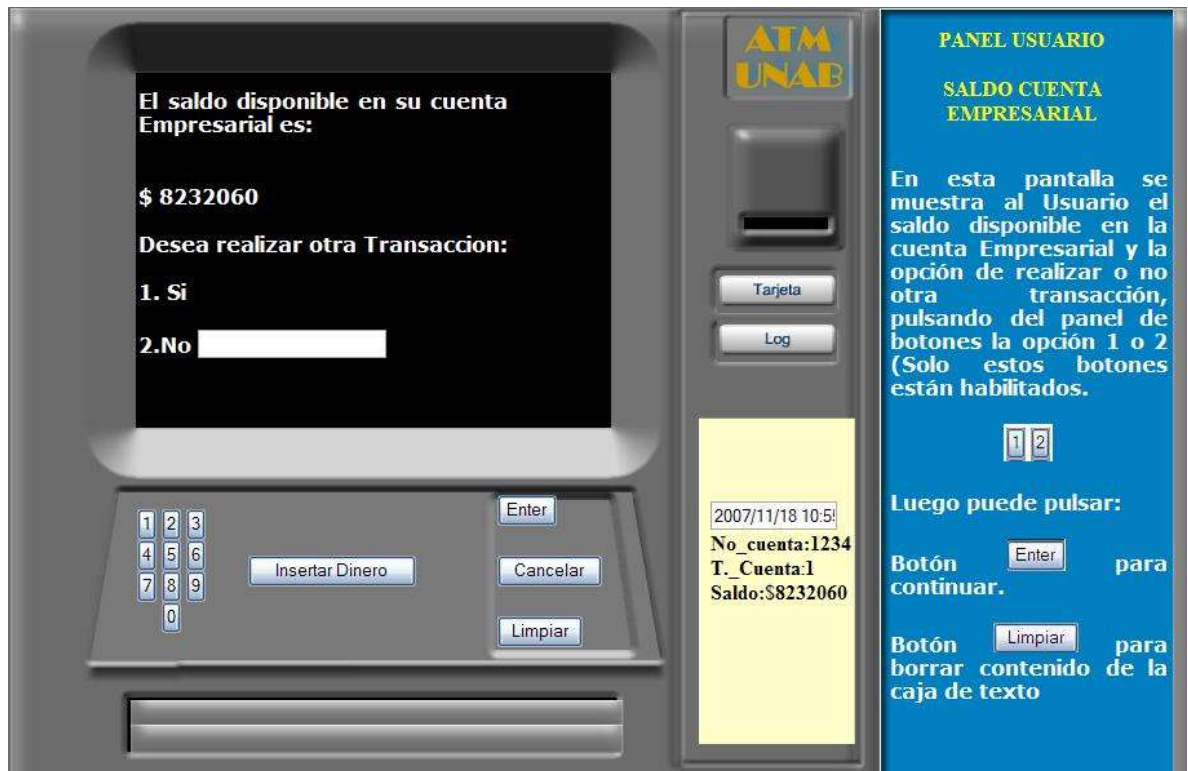 El saldo disponible en su cuenta
Empresarial es:
$ 8232060
Desea realizar otra Transaccion:
1. Si
2.No
1 2 3
4 5 6
7 8 9
0
Insertar Dinero
Enter
Cancelar
Limpiar
ATM
UNAB
Tarjeta
Log
2007/11/18 10:5
No_cuenta:1234
T._Cuenta:1
Saldo:$8232060
PANEL USUARIO
SALDO CUENTA
EMPRESARIAL
En esta pantalla se
muestra al Usuario el
saldo disponible en la
cuenta Empresarial y la
opción de realizar o no
otra transacción,
pulsando del panel de
botones la opción 1 o 2
(Solo estos botones
están habilitados.
1 2
Luego puede pulsar:
Botón Enter para
continuar.
Botón Limpiar para
borrar contenido de la
caja de texto